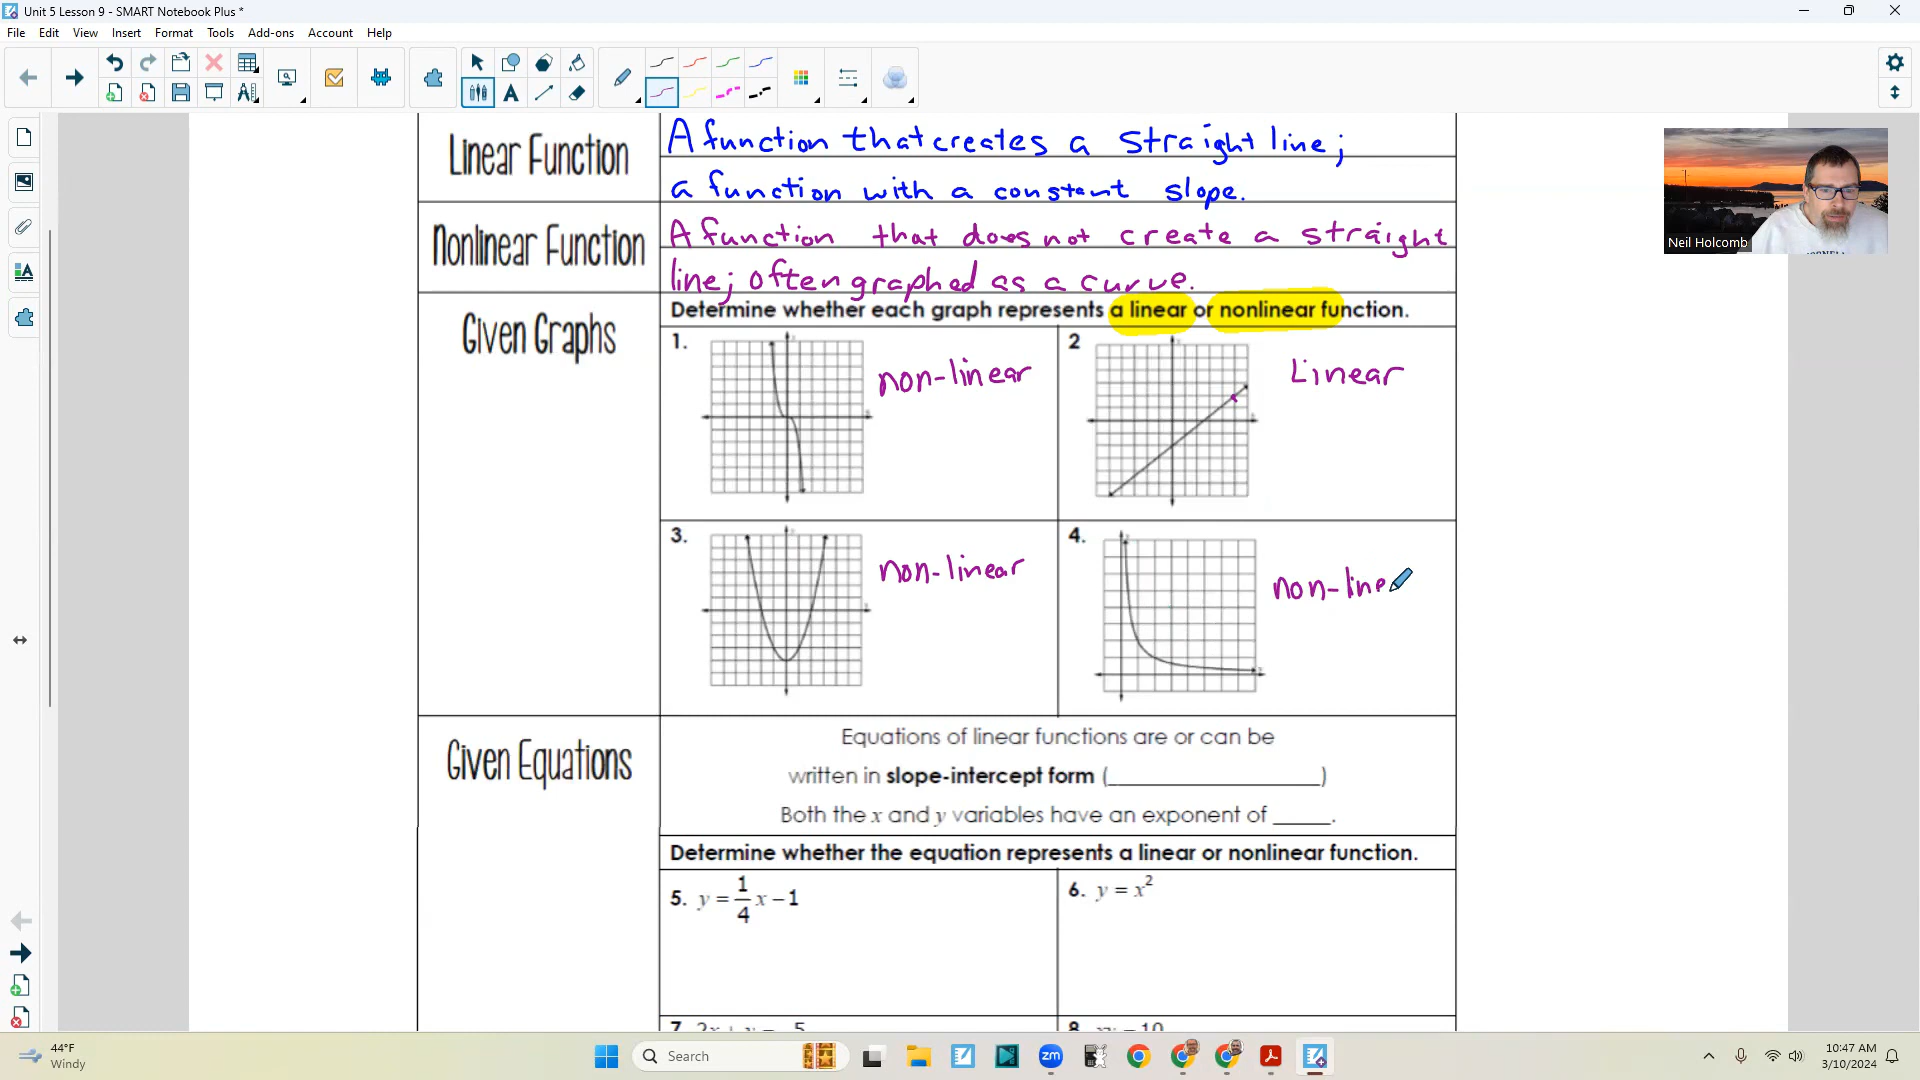 Unit 5 Lesson 9 - SMART Notebook Plus *
File Edit View Insert Format Tools Add-ons Account Help
Linear Function
A function that creates a straight line;
a function with a constant slope.
Nonlinear Function
A function that does not create a straight
line; often graphed as a curve.
Neil Holcomb
Given Graphs
Determine whether each graph represents a linear or nonlinear function.
1.
non-linear
2
Linear
3.
non-linear
4.
non-line
Given Equations
Equations of linear functions are or can be
written in slope-intercept form (____________________)
Both the x and y variables have an exponent of _____.
Determine whether the equation represents a linear or nonlinear function.
5. y = 1/4 x − 1
6. y = x²
44°F
Windy
Search
zm
10:47 AM
3/10/2024